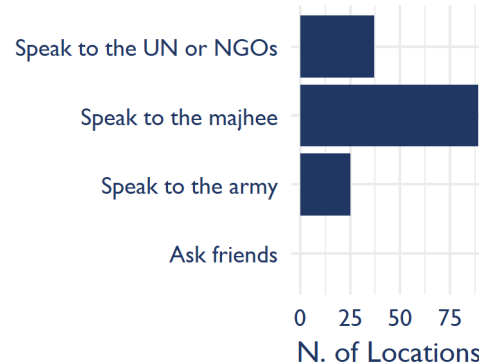 Speak to the UN or NGOs
Speak to the majhee
Speak to the army
Ask friends
0 25 50 75
N. of Locations